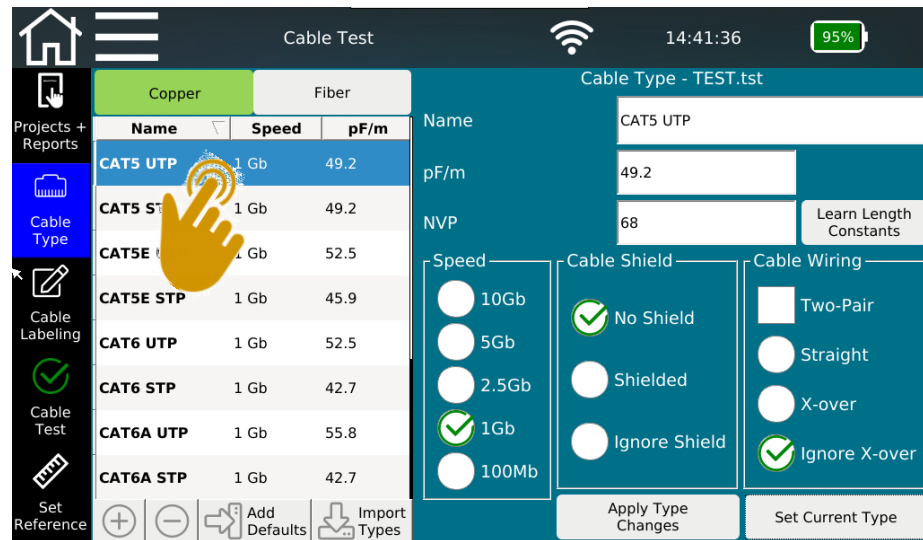 Cable Test
14:41:36
95%
Projects +
Reports
Cable
Type
Cable
Labeling
Cable
Test
Set
Reference
Copper
Fiber
Name Speed pF/m
CAT5 UTP 1 Gb 49.2
CAT5 1 Gb 49.2
CAT5E 1 Gb 52.5
CAT5E STP 1 Gb 45.9
CAT6 UTP 1 Gb 52.5
CAT6 STP 1 Gb 42.7
CAT6A UTP 1 Gb 55.8
CAT6A STP 1 Gb 42.7
Add
Defaults
Import
Types
Cable Type - TEST.tst
Name CAT5 UTP
pF/m 49.2
NVP 68
Learn Length
Constants
Speed
10Gb
5Gb
2.5Gb
1Gb
100Mb
Cable Shield
No Shield
Shielded
Ignore Shield
Cable Wiring
Two-Pair
Straight
X-over
Ignore X-over
Apply Type
Changes
Set Current Type